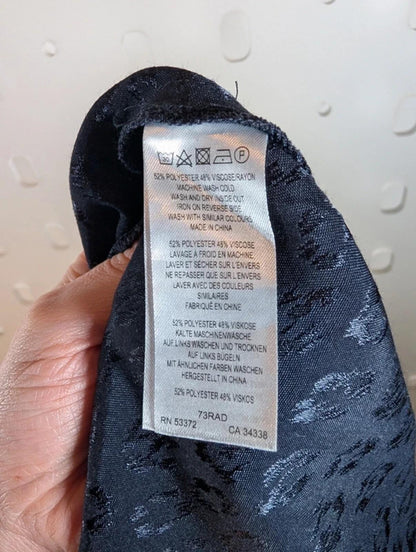 52% POLYESTER 48% VISCOSE/RAYON
MACHINE WASH COLD
WASH AND DRY INSIDE OUT
IRON ON REVERSE SIDE
WASH WITH SIMILAR COLOURS
MADE IN CHINA
52% POLYESTER 48% VISCOSE
LAVAGE A FROID EN MACHINE
LAVER ET SÉCHER SUR L'ENVERS
NE REPASSER QUE SUR L'ENVERS
LAVER AVEC DES COULEURS
SIMILAIRES
FABRIQUÉ EN CHINE
52% POLYESTER 48% VISKOSE
KALTE MASCHINENWÄSCHE
AUF LINKS WASCHEN UND TROCKNEN
AUF LINKS BÜGELN
MIT ÄHNLICHEN FARBEN WASCHEN
HERGESTELLT IN CHINA
52% POLYESTER 48% VISKOS
73RAD
RN 53372 CA 34338